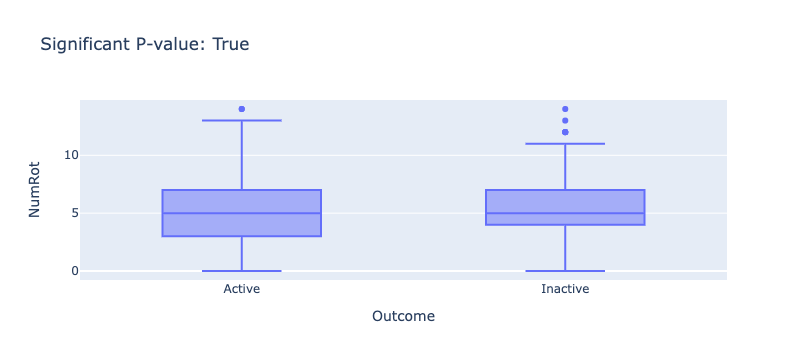 Significant P-value: True
NumRot
10
5
0
Active
Inactive
Outcome